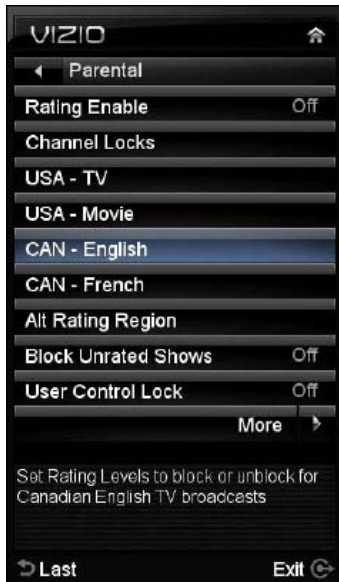 VIZIO
Parental
Rating Enable Off
Channel Locks
USA - TV
USA - Movie
CAN - English
CAN - French
Alt Rating Region
Block Unrated Shows Off
User Control Lock Off
More
Set Rating Levels to block or unblock for
Canadian English TV broadcasts
Last Exit